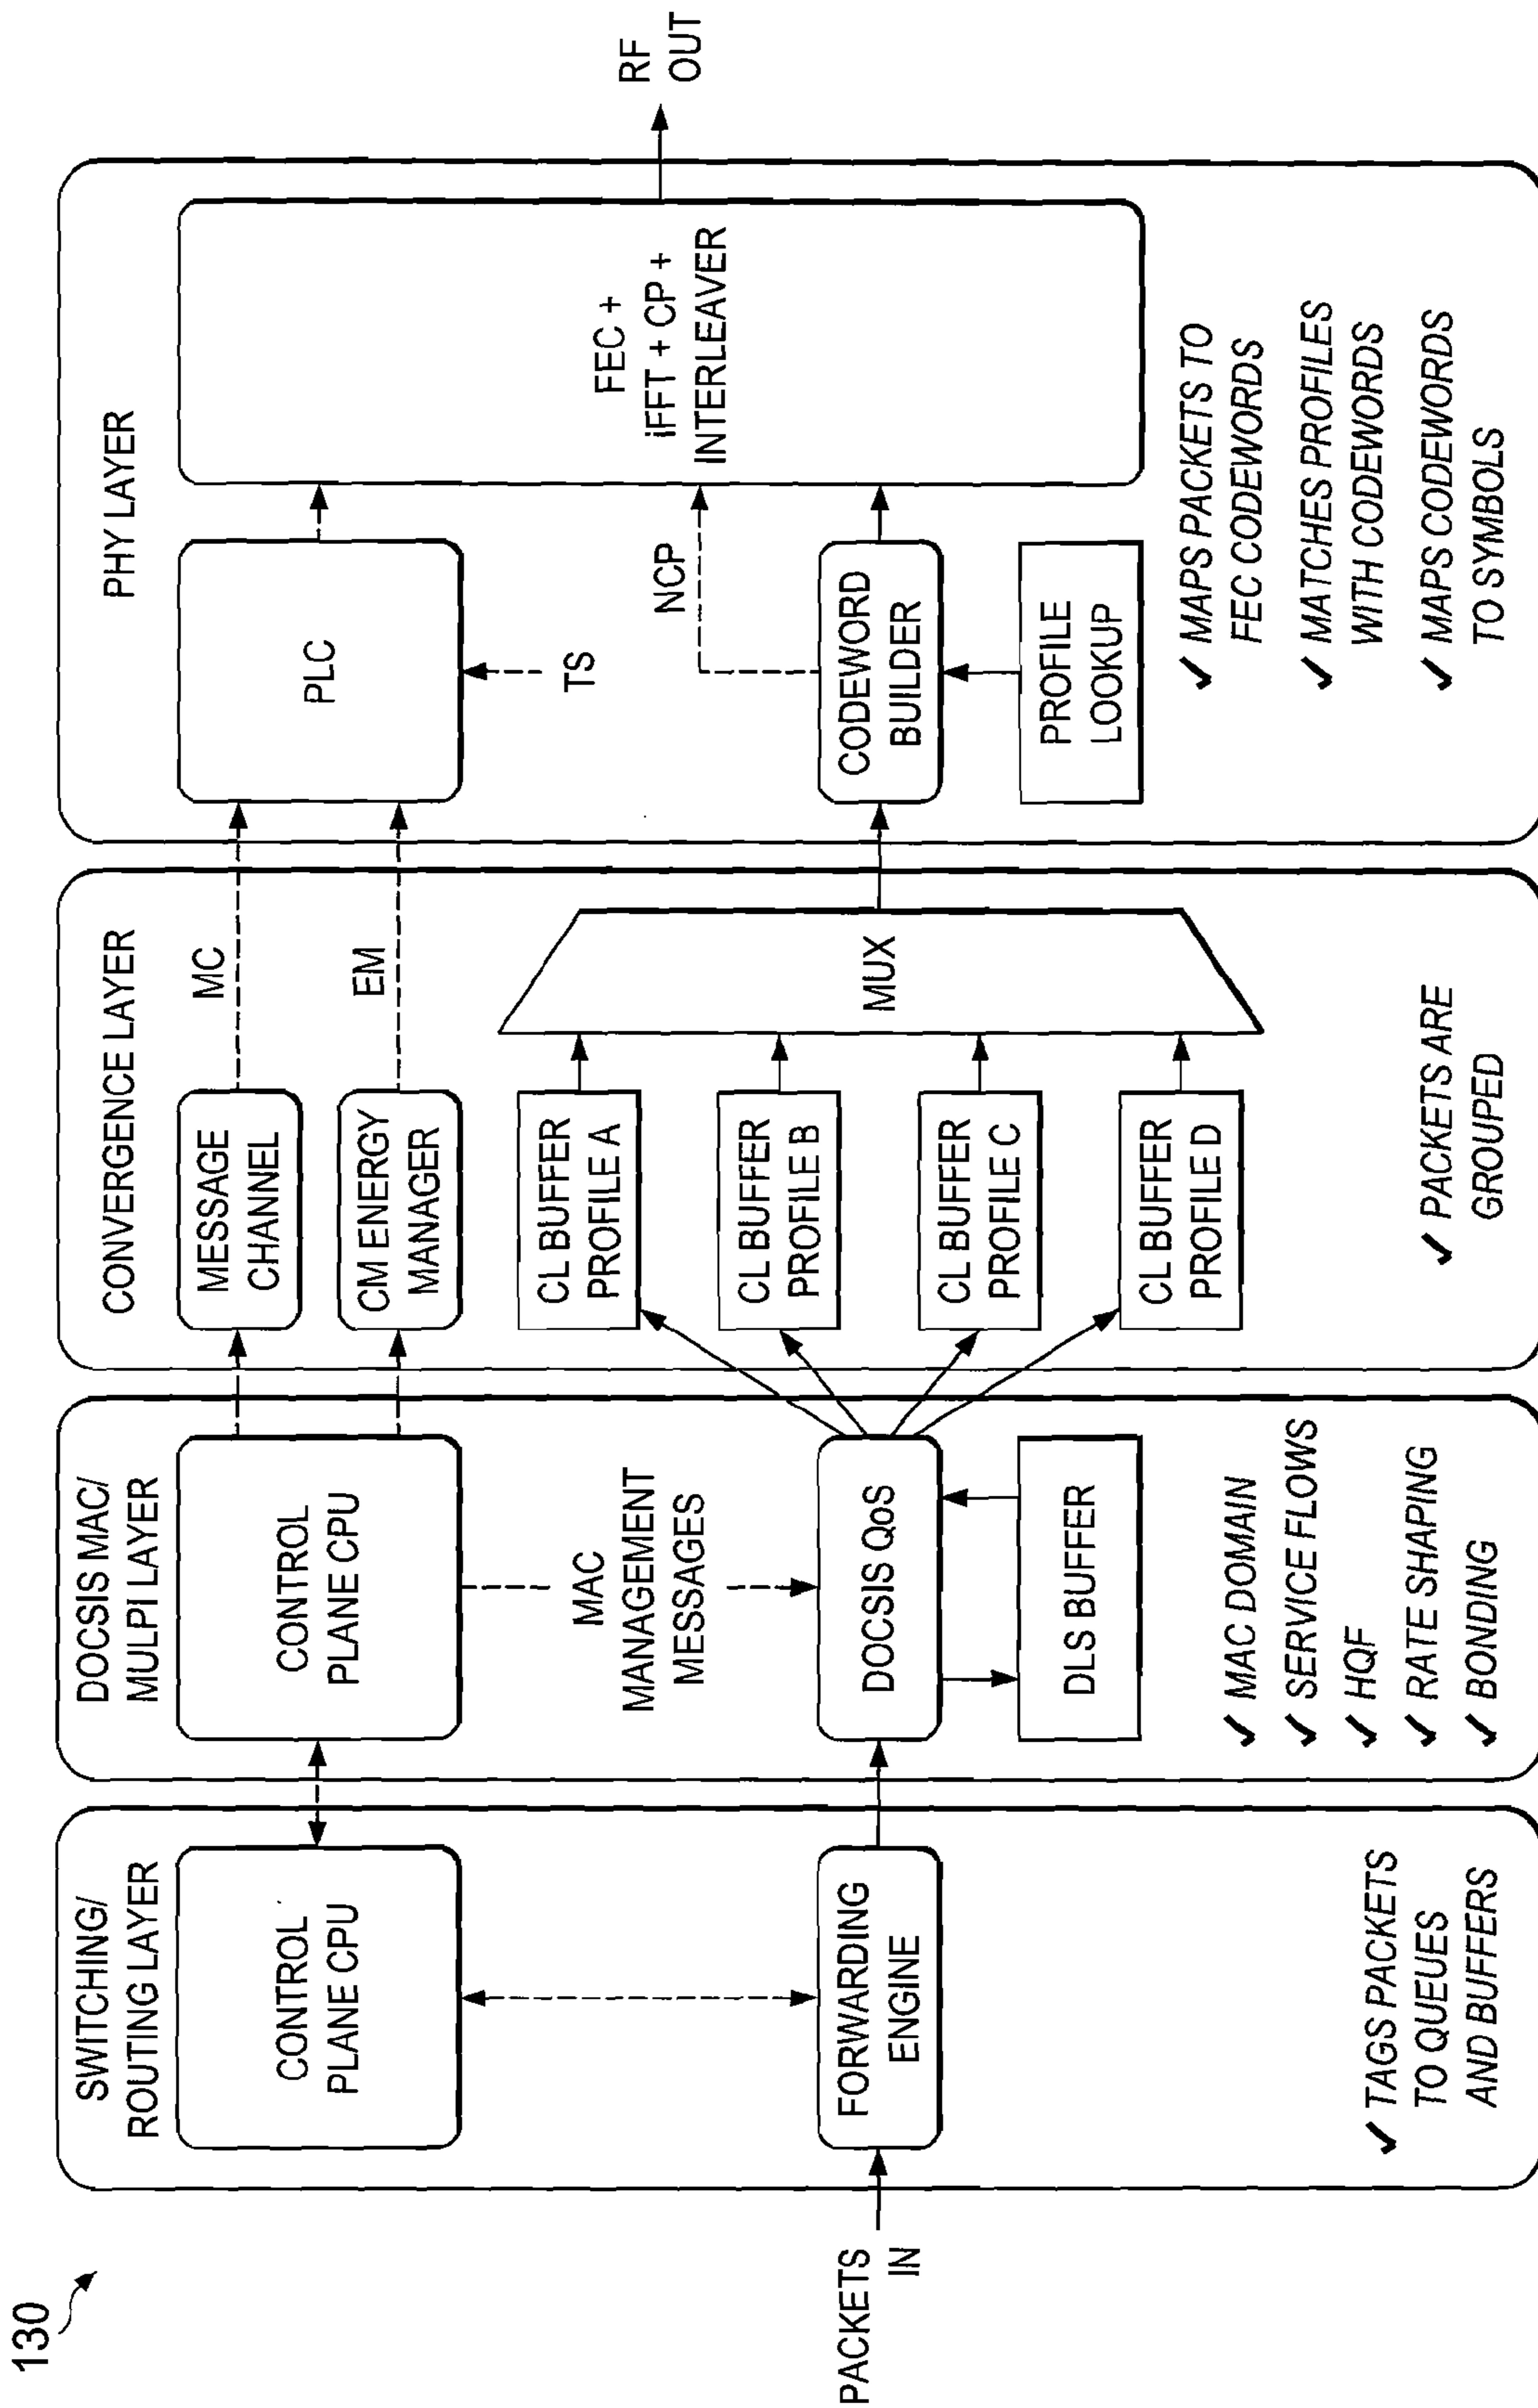 130
PACKETS
IN
SWITCHING/
ROUTING LAYER
CONTROL
PLANE CPU
FORWARDING
ENGINE
✓ TAGS PACKETS
TO QUEUES
AND BUFFERS
DOCSIS MAC/
MULPI LAYER
CONTROL
PLANE CPU
MAC
MANAGEMENT
MESSAGES
DOCSIS QoS
DLS BUFFER
✓ MAC DOMAIN
✓ SERVICE FLOWS
✓ HQF
✓ RATE SHAPING
✓ BONDING
CONVERGENCE LAYER
MESSAGE
CHANNEL
MC
CM ENERGY
MANAGER
EM
CL BUFFER
PROFILE A
CL BUFFER
PROFILE B
CL BUFFER
PROFILE C
CL BUFFER
PROFILE D
MUX
✓ PACKETS ARE
GROUPED
PHY LAYER
PLC
TS
NCP
CODEWORD
BUILDER
PROFILE
LOOKUP
FEC +
iFFT + CP +
INTERLEAVER
✓ MAPS PACKETS TO
FEC CODEWORDS
✓ MATCHES PROFILES
WITH CODEWORDS
✓ MAPS CODEWORDS
TO SYMBOLS
RF
OUT